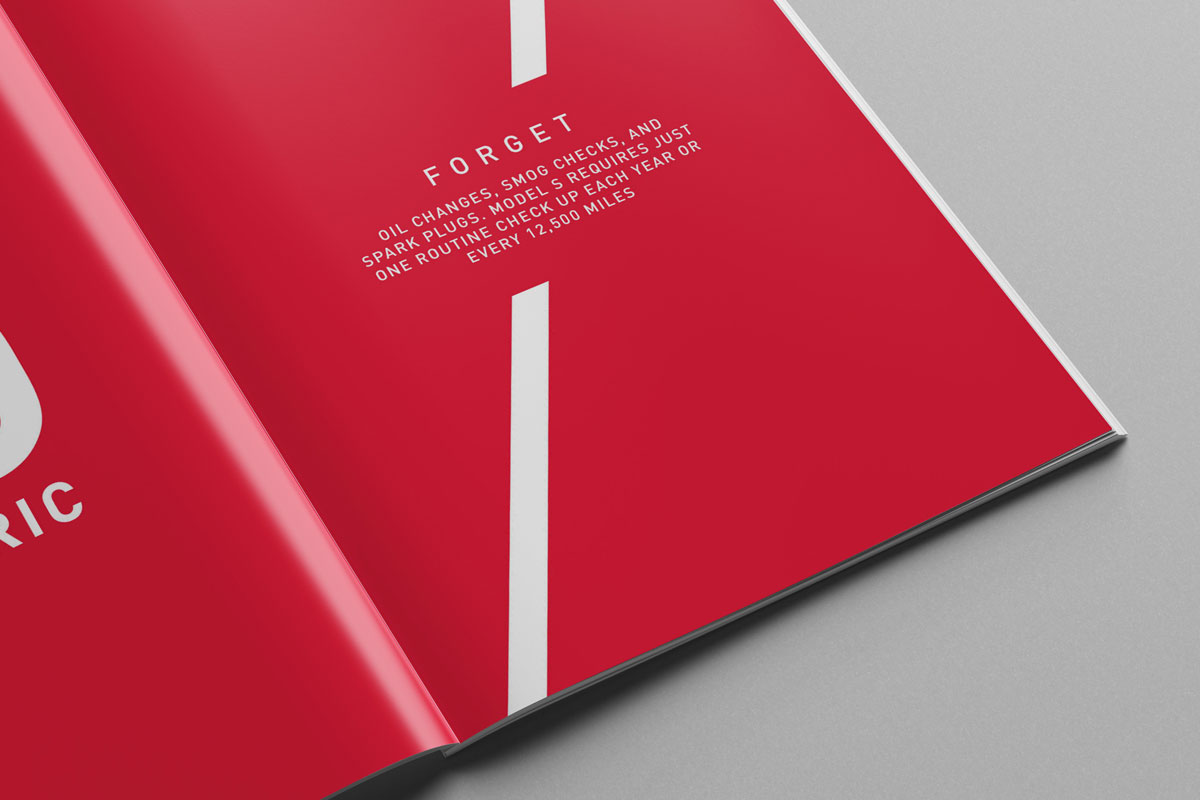 RIC
FORGET
OIL CHANGES, SMOG CHECKS, AND
SPARK PLUGS. MODEL S REQUIRES JUST
ONE ROUTINE CHECK UP EACH YEAR OR
EVERY 12,500 MILES